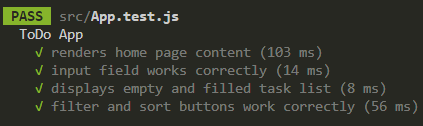 PASS src/App.test.js
ToDo App
√ renders home page content (103 ms)
√ input field works correctly (14 ms)
√ displays empty and filled task list (8 ms)
√ filter and sort buttons work correctly (56 ms)